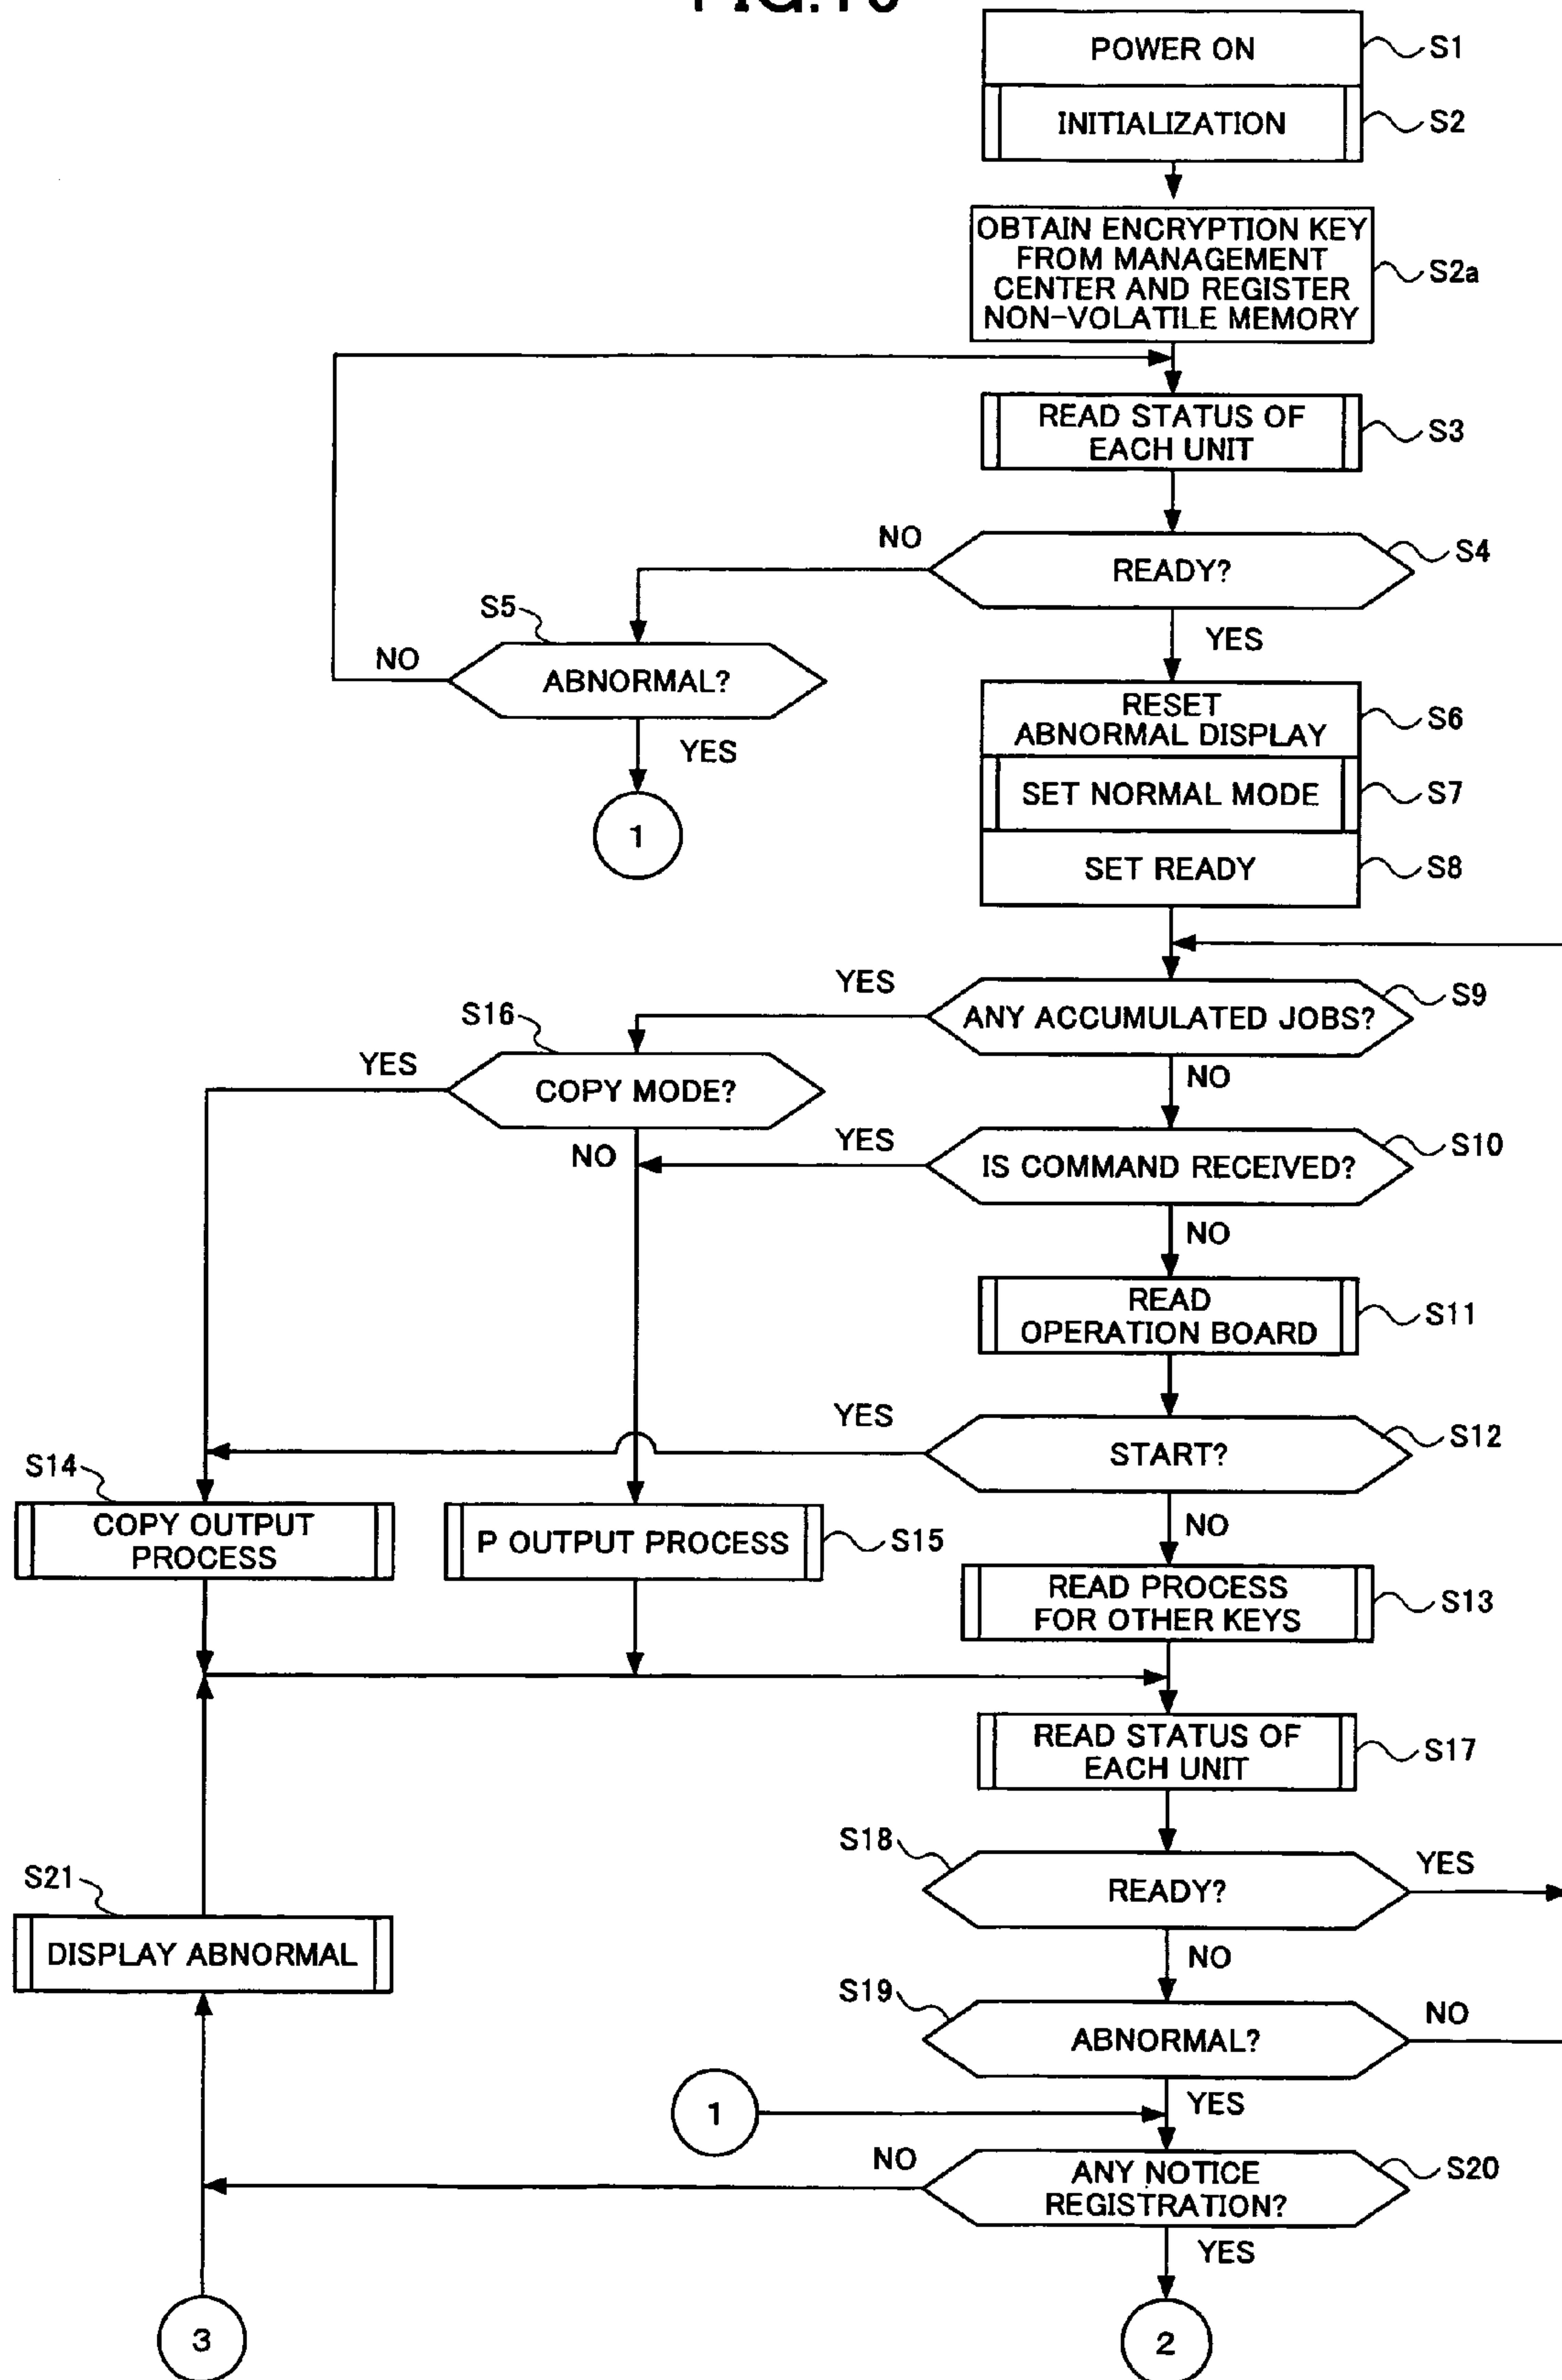 POWER ON
S1
INITIALIZATION
S2
OBTAIN ENCRYPTION KEY
FROM MANAGEMENT
CENTER AND REGISTER
NON-VOLATILE MEMORY
S2a
READ STATUS OF
EACH UNIT
S3
NO
READY?
S4
YES
S5
NO
ABNORMAL?
YES
1
RESET
ABNORMAL DISPLAY
S6
SET NORMAL MODE
S7
SET READY
S8
YES
ANY ACCUMULATED JOBS?
S9
NO
S16
YES
COPY MODE?
NO
YES
IS COMMAND RECEIVED?
S10
NO
READ
OPERATION BOARD
S11
YES
START?
S12
NO
S14
COPY OUTPUT
PROCESS
P OUTPUT PROCESS
S15
READ PROCESS
FOR OTHER KEYS
S13
READ STATUS OF
EACH UNIT
S17
S18
READY?
YES
NO
S21
DISPLAY ABNORMAL
S19
ABNORMAL?
NO
YES
1
NO
ANY NOTICE
REGISTRATION?
S20
YES
3
2